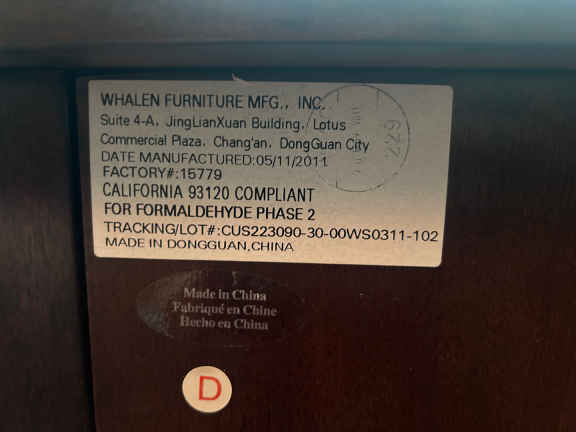 WHALEN FURNITURE MFG., INC.
Suite 4-A, JingLianXuan Building, Lotus
Commercial Plaza, Chang'an, DongGuan City
DATE MANUFACTURED:05/11/2011
FACTORY#:15779
CALIFORNIA 93120 COMPLIANT
FOR FORMALDEHYDE PHASE 2
TRACKING/LOT#:CUS223090-30-00WS0311-102
MADE IN DONGGUAN,CHINA
Made in China
Fabriqué en Chine
Hecho en China
D